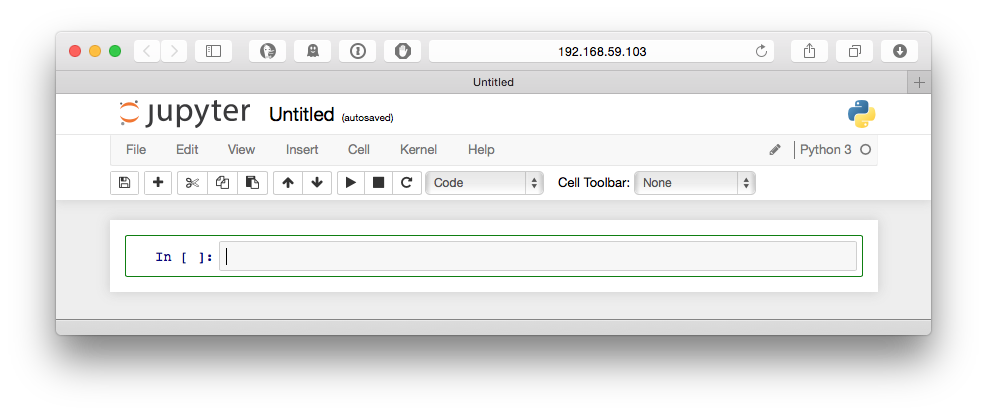 192.168.59.103
Untitled
jupyter Untitled (autosaved)
File Edit View Insert Cell Kernel Help Python 3
Code Cell Toolbar: None
In [ ]: